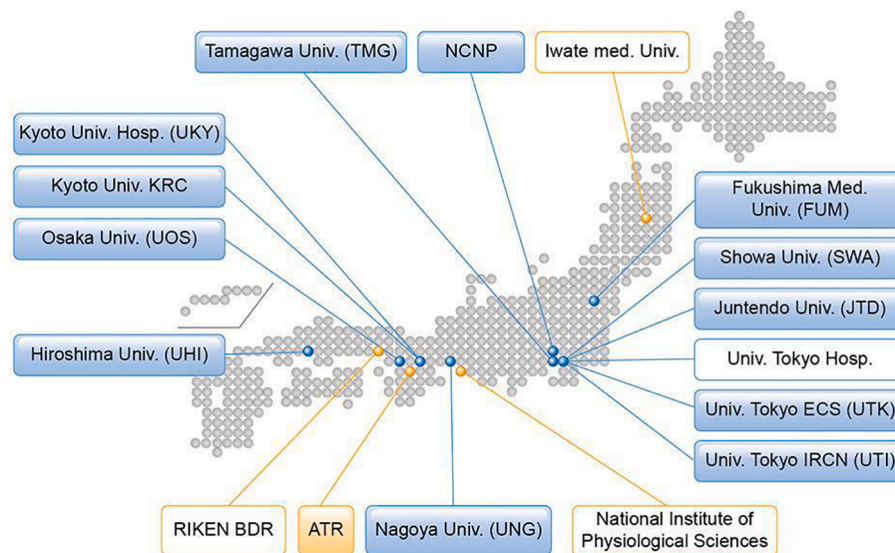 Tamagawa Univ. (TMG)
NCNP
Iwate med. Univ.
Kyoto Univ. Hosp. (UKY)
Kyoto Univ. KRC
Osaka Univ. (UOS)
Hiroshima Univ. (UHI)
Fukushima Med.
Univ. (FUM)
Showa Univ. (SWA)
Juntendo Univ. (JTD)
Univ. Tokyo Hosp.
Univ. Tokyo ECS (UTK)
Univ. Tokyo IRCN (UTI)
RIKEN BDR
ATR
Nagoya Univ. (UNG)
National Institute of
Physiological Sciences